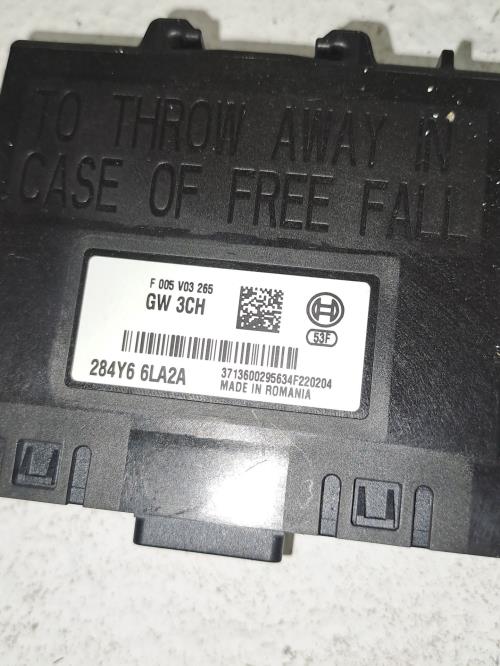 TO THROW AWAY IN
CASE OF FREE FALL
F 005 V03 265
GW 3CH
53F
284Y6 6LA2A
3713600295634F220204
MADE IN ROMANIA